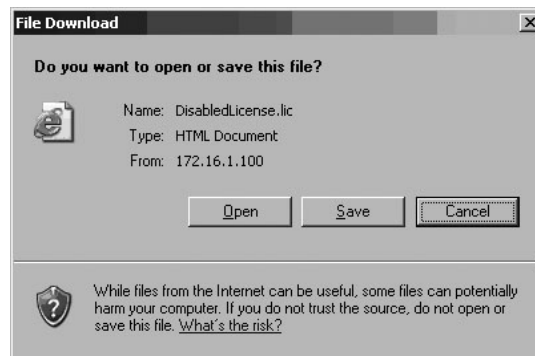 File Download
Do you want to open or save this file?
Name: DisabledLicense.lic
Type: HTML Document
From: 172.16.1.100
Open Save Cancel
While files from the Internet can be useful, some files can potentially
harm your computer. If you do not trust the source, do not open or
save this file. What's the risk?